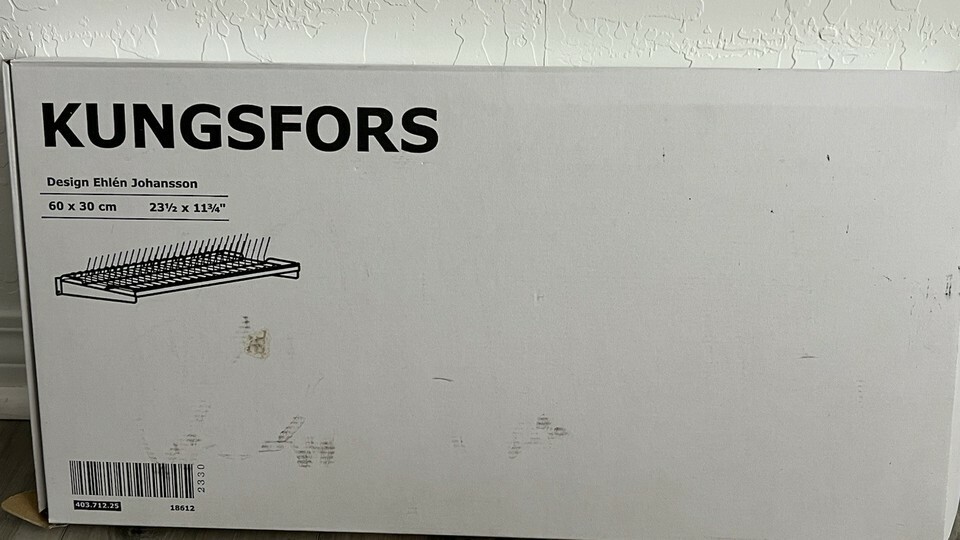 KUNGSFORS
Design Ehlén Johansson
60 x 30 cm 23½ x 11¾"
2330
403.712.25 18612